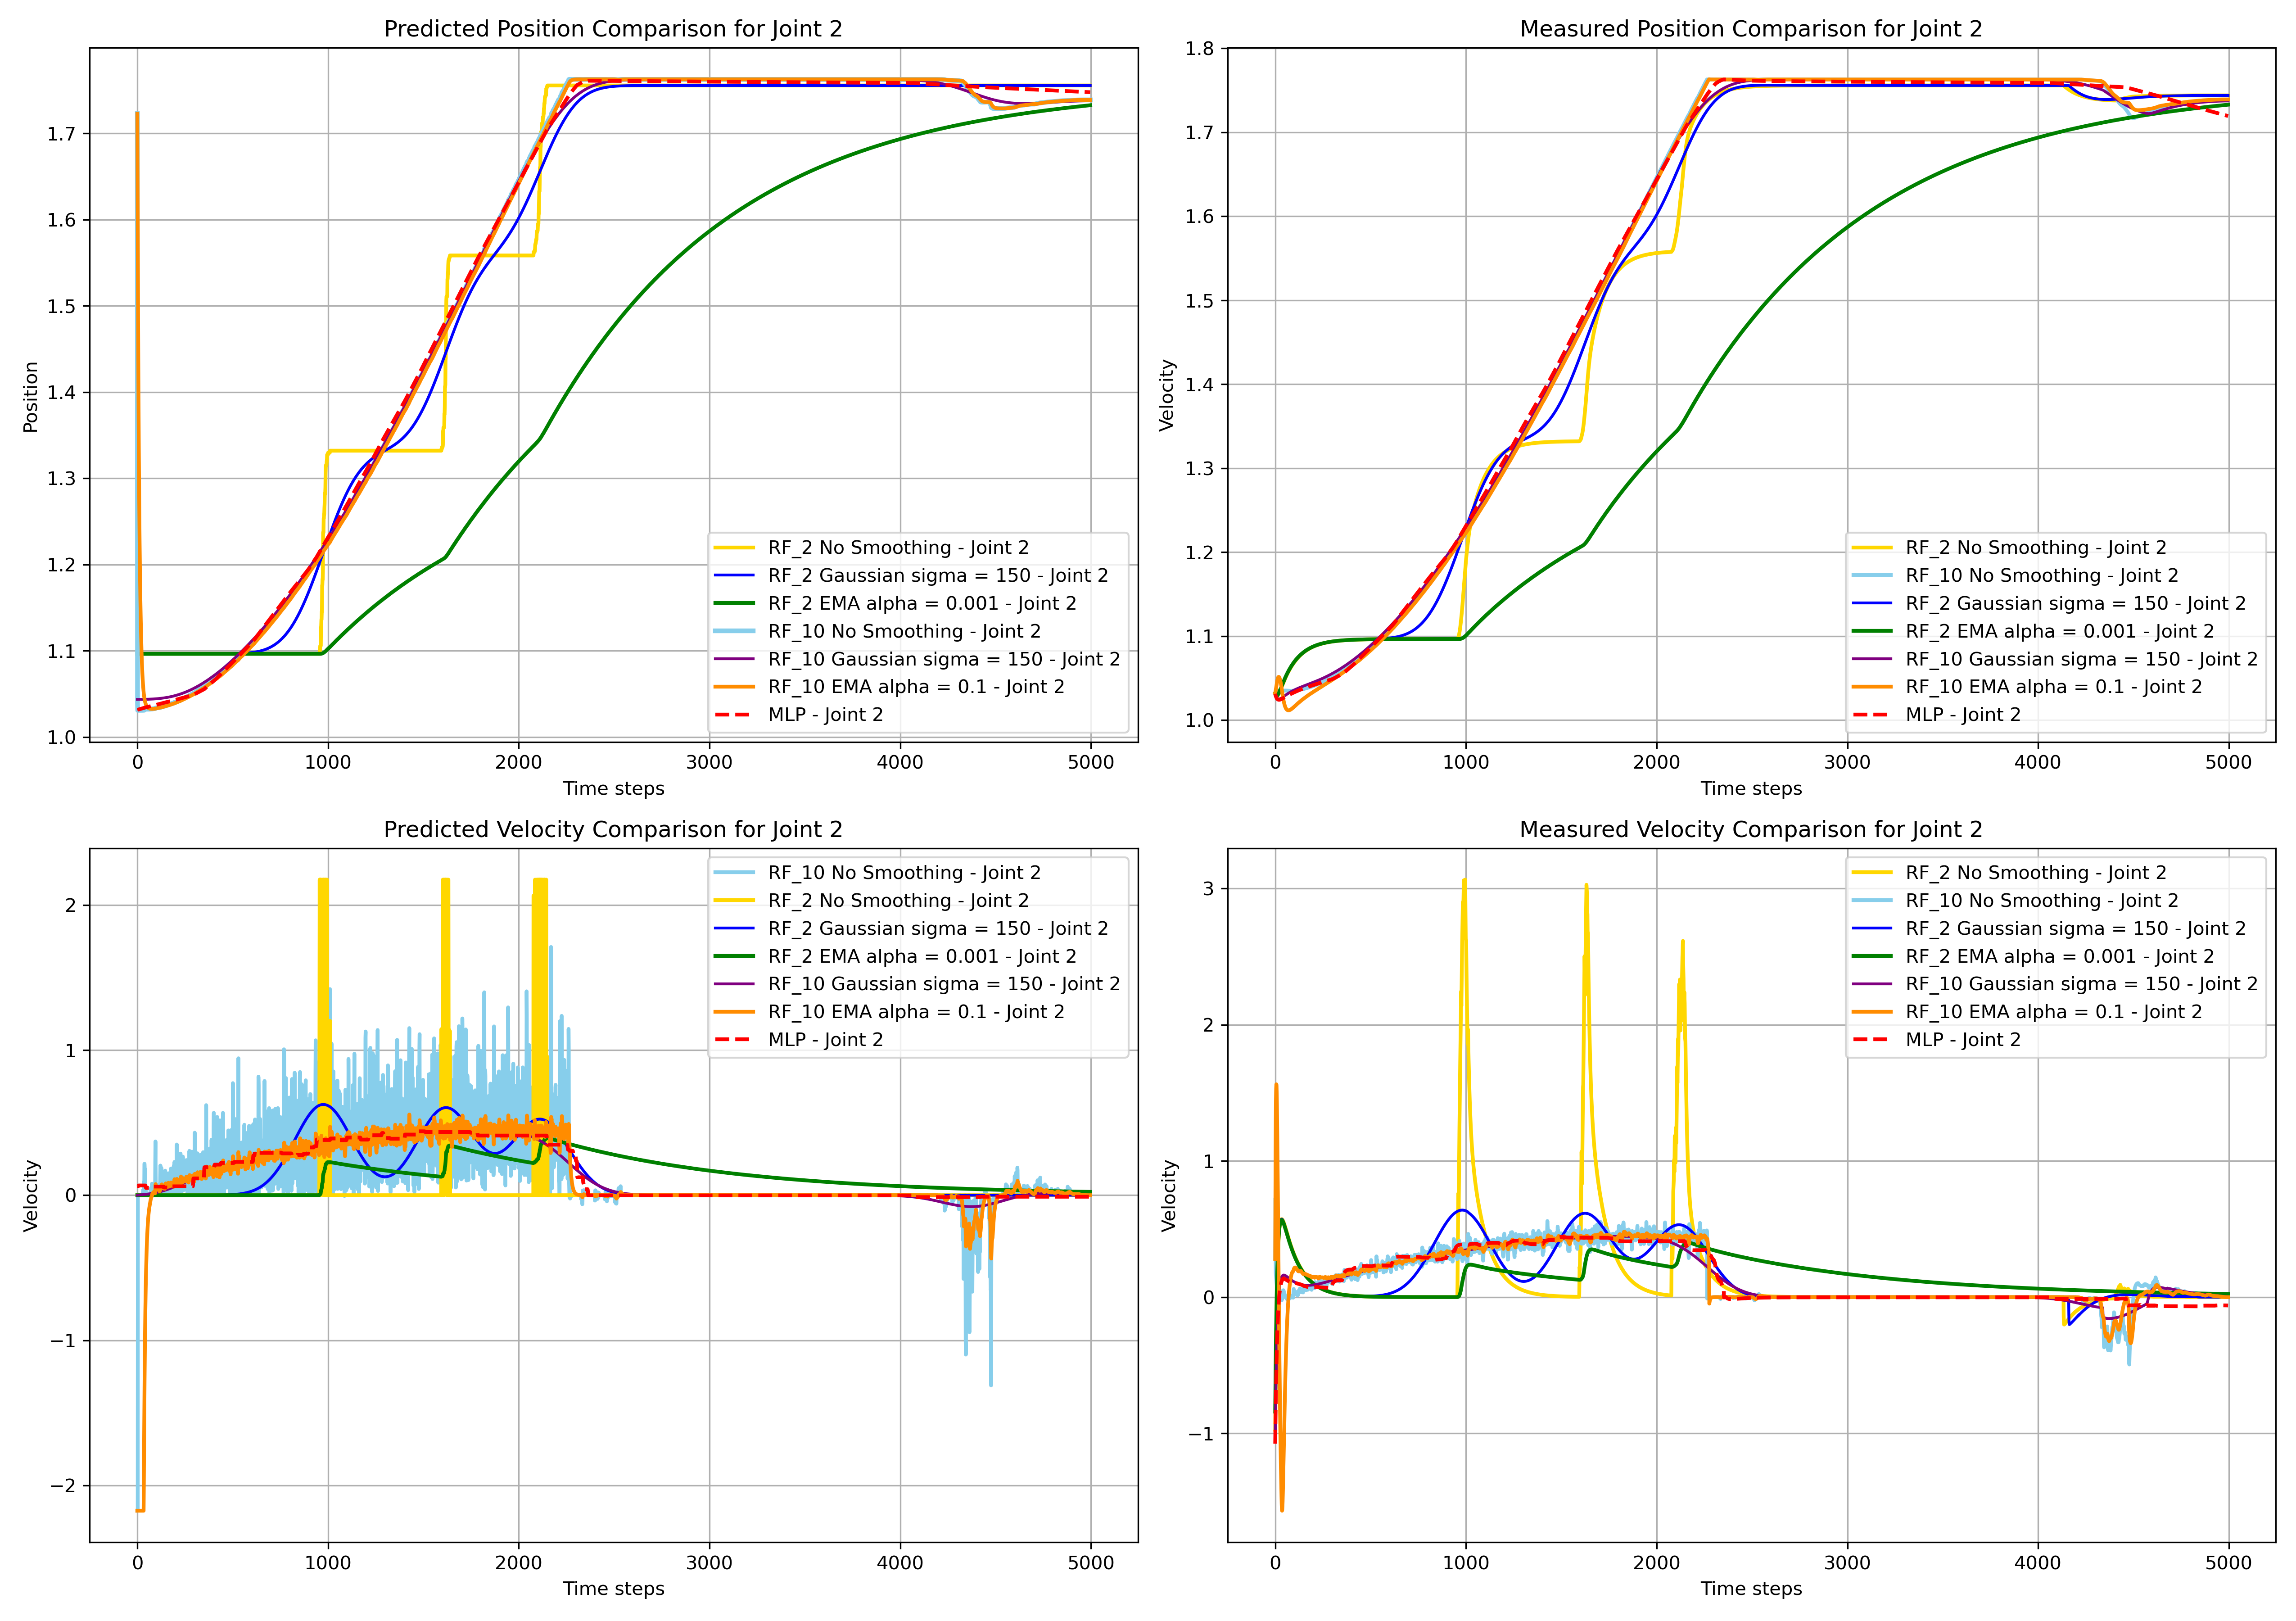 Predicted Position Comparison for Joint 2
Position
1.7
1.6
1.5
1.4
1.3
1.2
1.1
1.0
RF_2 No Smoothing - Joint 2
RF_2 Gaussian sigma = 150 - Joint 2
RF_2 EMA alpha = 0.001 - Joint 2
RF_10 No Smoothing - Joint 2
RF_10 Gaussian sigma = 150 - Joint 2
RF_10 EMA alpha = 0.1 - Joint 2
MLP - Joint 2
0 1000 2000 3000 4000 5000
Time steps
Measured Position Comparison for Joint 2
Velocity
1.8
1.7
1.6
1.5
1.4
1.3
1.2
1.1
1.0
RF_2 No Smoothing - Joint 2
RF_10 No Smoothing - Joint 2
RF_2 Gaussian sigma = 150 - Joint 2
RF_2 EMA alpha = 0.001 - Joint 2
RF_10 Gaussian sigma = 150 - Joint 2
RF_10 EMA alpha = 0.1 - Joint 2
MLP - Joint 2
0 1000 2000 3000 4000 5000
Time steps
Predicted Velocity Comparison for Joint 2
Velocity
2
1
0
−1
−2
RF_10 No Smoothing - Joint 2
RF_2 No Smoothing - Joint 2
RF_2 Gaussian sigma = 150 - Joint 2
RF_2 EMA alpha = 0.001 - Joint 2
RF_10 Gaussian sigma = 150 - Joint 2
RF_10 EMA alpha = 0.1 - Joint 2
MLP - Joint 2
0 1000 2000 3000 4000 5000
Time steps
Measured Velocity Comparison for Joint 2
Velocity
3
2
1
0
−1
RF_2 No Smoothing - Joint 2
RF_10 No Smoothing - Joint 2
RF_2 Gaussian sigma = 150 - Joint 2
RF_2 EMA alpha = 0.001 - Joint 2
RF_10 Gaussian sigma = 150 - Joint 2
RF_10 EMA alpha = 0.1 - Joint 2
MLP - Joint 2
0 1000 2000 3000 4000 5000
Time steps